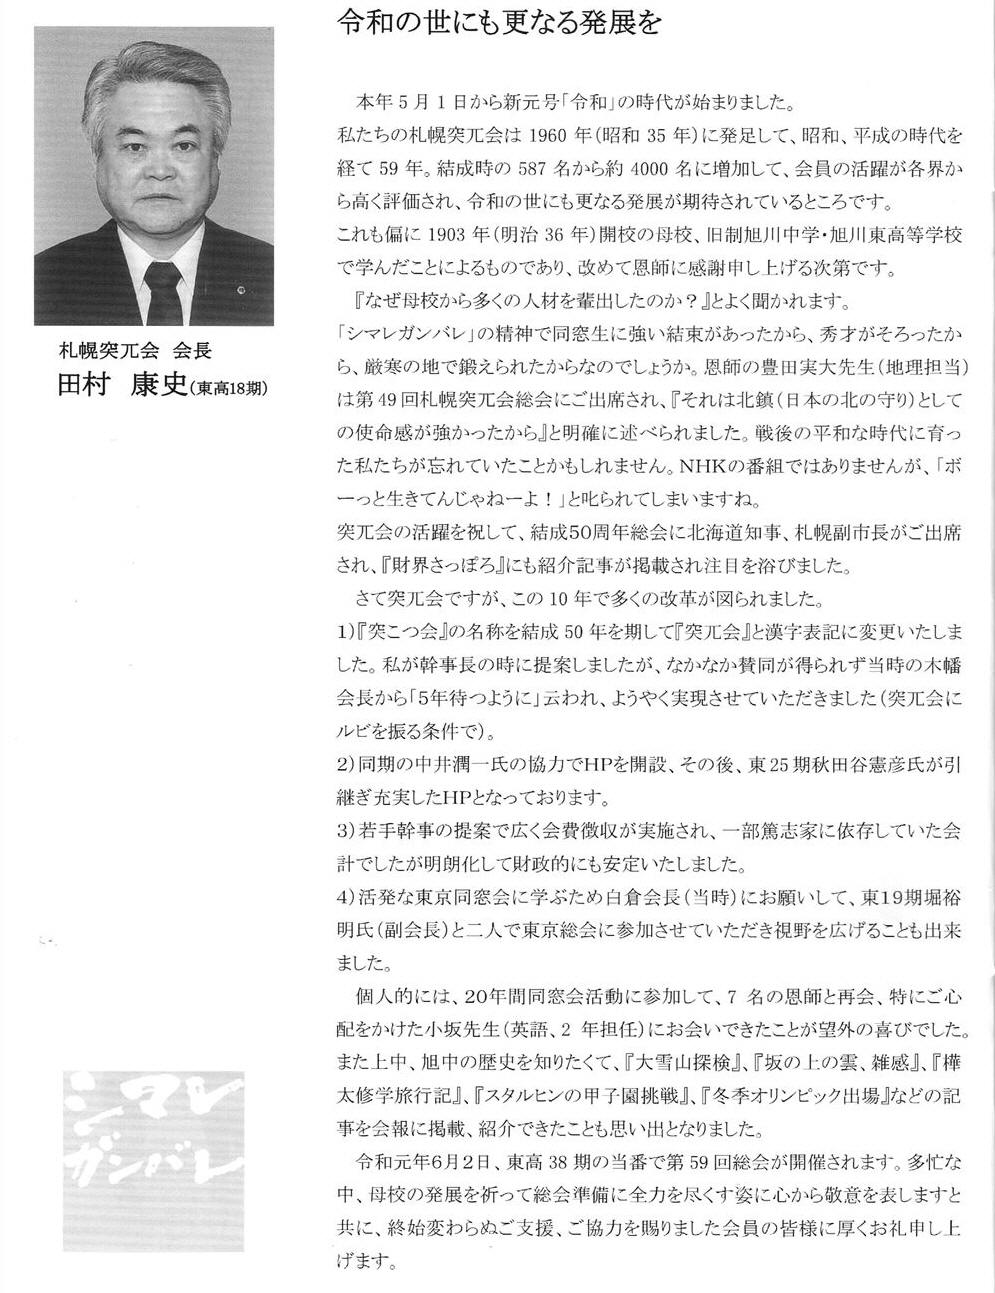 令和の世にも更なる発展を
札幌突兀会 会長
田村 康史(東高18期)
本年5月1日から新元号「令和」の時代が始まりました。
私たちの札幌突兀会は 1960 年(昭和 35 年)に発足して、昭和、平成の時代を
経て 59 年。結成時の 587 名から約 4000 名に増加して、会員の活躍が各界か
ら高く評価され、令和の世にも更なる発展が期待されているところです。
これも偏に 1903 年(明治 36 年)開校の母校、旧制旭川中学・旭川東高等学校
で学んだことによるものであり、改めて恩師に感謝申し上げる次第です。
『なぜ母校から多くの人材を輩出したのか?』とよく聞かれます。
「シマレガンバレ」の精神で同窓生に強い結束があったから、秀才がそろったか
ら、厳寒の地で鍛えられたからなのでしょうか。恩師の豊田実大先生(地理担当)
は第49回札幌突兀会総会にご出席され、『それは北鎮(日本の北の守り)として
の使命感が強かったから』と明確に述べられました。戦後の平和な時代に育っ
た私たちが忘れていたことかもしれません。NHKの番組ではありませんが、「ボ
ーっと生きてんじゃねーよ!」と叱られてしまいますね。
突兀会の活躍を祝して、結成50周年総会に北海道知事、札幌副市長がご出席
され、『財界さっぽろ』にも紹介記事が掲載され注目を浴びました。
さて突兀会ですが、この 10 年で多くの改革が図られました。
1)『突こつ会』の名称を結成 50 年を期して『突兀会』と漢字表記に変更いたしま
した。私が幹事長の時に提案しましたが、なかなか賛同が得られず当時の木幡
会長から「5年待つように」云われ、ようやく実現させていただきました(突兀会に
ルビを振る条件で)。
2)同期の中井潤一氏の協力でHPを開設、その後、東25期秋田谷憲彦氏が引
継ぎ充実したHPとなっております。
3)若手幹事の提案で広く会費徴収が実施され、一部篤志家に依存していた会
計でしたが明朗化して財政的にも安定いたしました。
4)活発な東京同窓会に学ぶため白倉会長(当時)にお願いして、東19期堀裕
明氏(副会長)と二人で東京総会に参加させていただき視野を広げることも出来
ました。
個人的には、20年間同窓会活動に参加して、7 名の恩師と再会、特にご心
配をかけた小坂先生(英語、2 年担任)にお会いできたことが望外の喜びでした。
また上中、旭中の歴史を知りたくて、『大雪山探検』、『坂の上の雲、雑感』、『樺
太修学旅行記』、『スタルヒンの甲子園挑戦』、『冬季オリンピック出場』などの記
事を会報に掲載、紹介できたことも思い出となりました。
令和元年6月2日、東高 38 期の当番で第 59 回総会が開催されます。多忙な
中、母校の発展を祈って総会準備に全力を尽くす姿に心から敬意を表しますと
共に、終始変わらぬご支援、ご協力を賜りました会員の皆様に厚くお礼申し上
げます。
シマレ
ガンバレ